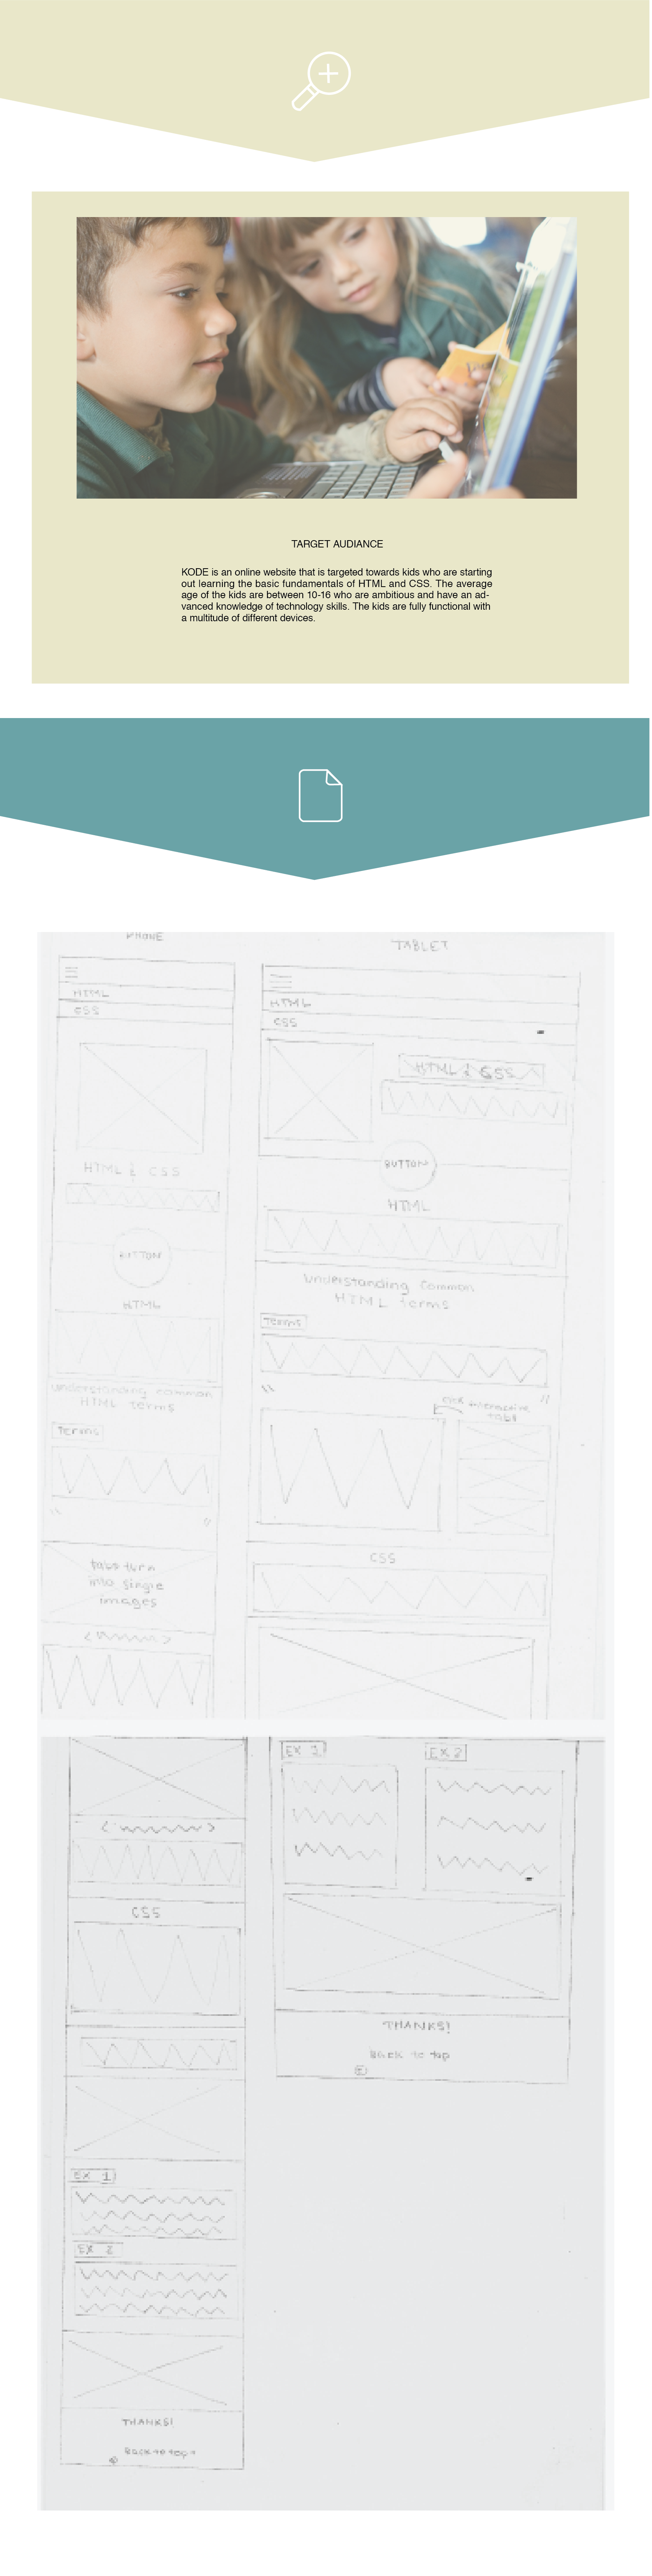 TARGET AUDIANCE
KODE is an online website that is targeted towards kids who are starting
out learning the basic fundamentals of HTML and CSS. The average
age of the kids are between 10-16 who are ambitious and have an ad-
vanced knowledge of technology skills. The kids are fully functional with
a multitude of different devices.
PHONE
HTML
CSS
HTML & CSS
BUTTON
HTML
Understanding common
HTML terms
Terms
tabs turn
into single
images
TABLET
HTML
CSS
HTML & CSS
BUTTON
HTML
Understanding Common
HTML terms
Terms
click interactive
tabs
CSS
CSS
EX 1
EX 2
THANKS!
Back to top
EX 1
EX 2
THANKS!
Back to top